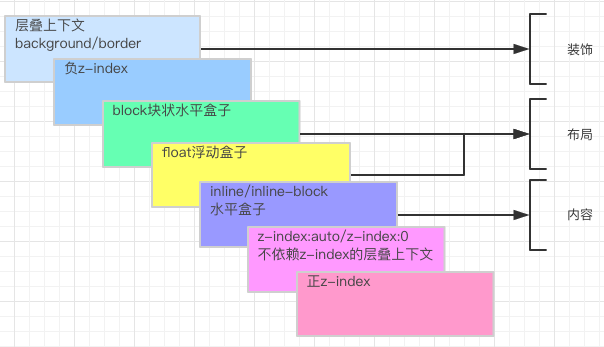 层叠上下文
background/border
装饰
负z-index
block块状水平盒子
布局
float浮动盒子
inline/inline-block
水平盒子
内容
z-index:auto/z-index:0
不依赖z-index的层叠上下文
正z-index